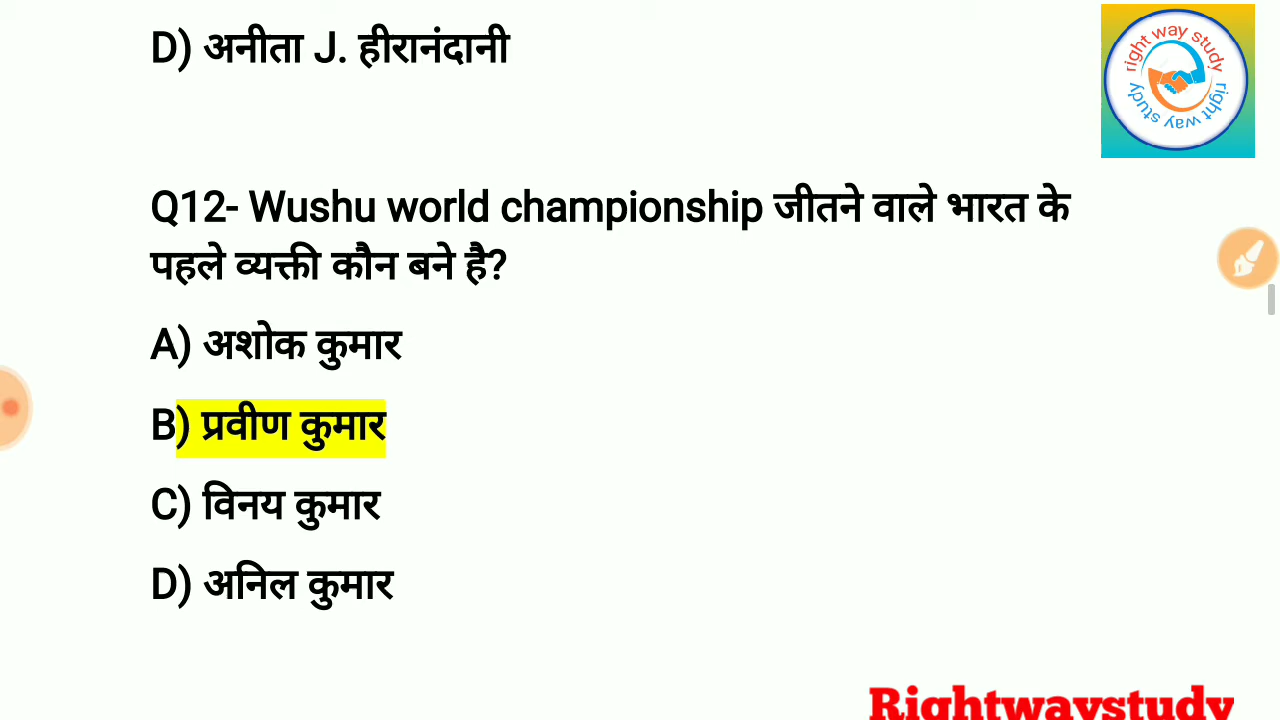 D) अनीता J. हीरानंदानी
right way study
right way study
Q12- Wushu world championship जीतने वाले भारत के
पहले व्यक्ती कौन बने है?
A) अशोक कुमार
B) प्रवीण कुमार
C) विनय कुमार
D) अनिल कुमार
Rightwaystudy